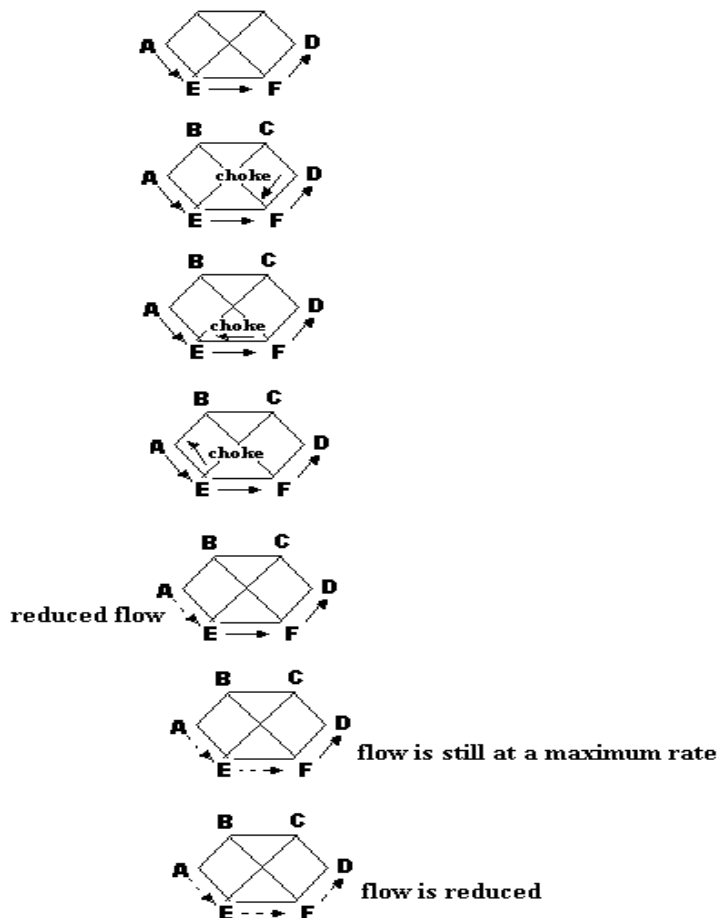 A D
E F
B C
choke
A D
E F
B C
A D
choke
E F
B C
A D
choke
E F
B C
A D
reduced flow
E F
B C
A D
flow is still at a maximum rate
E F
B C
A D
flow is reduced
E F